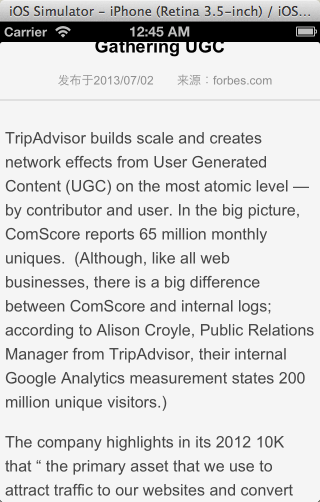 iOS Simulator - iPhone (Retina 3.5-inch) / iOS...
Carrier 12:45 AM
Gathering UGC
发布于2013/07/02 来源：forbes.com
TripAdvisor builds scale and creates
network effects from User Generated
Content (UGC) on the most atomic level —
by contributor and user. In the big picture,
ComScore reports 65 million monthly
uniques.  (Although, like all web
businesses, there is a big difference
between ComScore and internal logs;
according to Alison Croyle, Public Relations
Manager from TripAdvisor, their internal
Google Analytics measurement states 200
million unique visitors.)
The company highlights in its 2012 10K
that “ the primary asset that we use to
attract traffic to our websites and convert